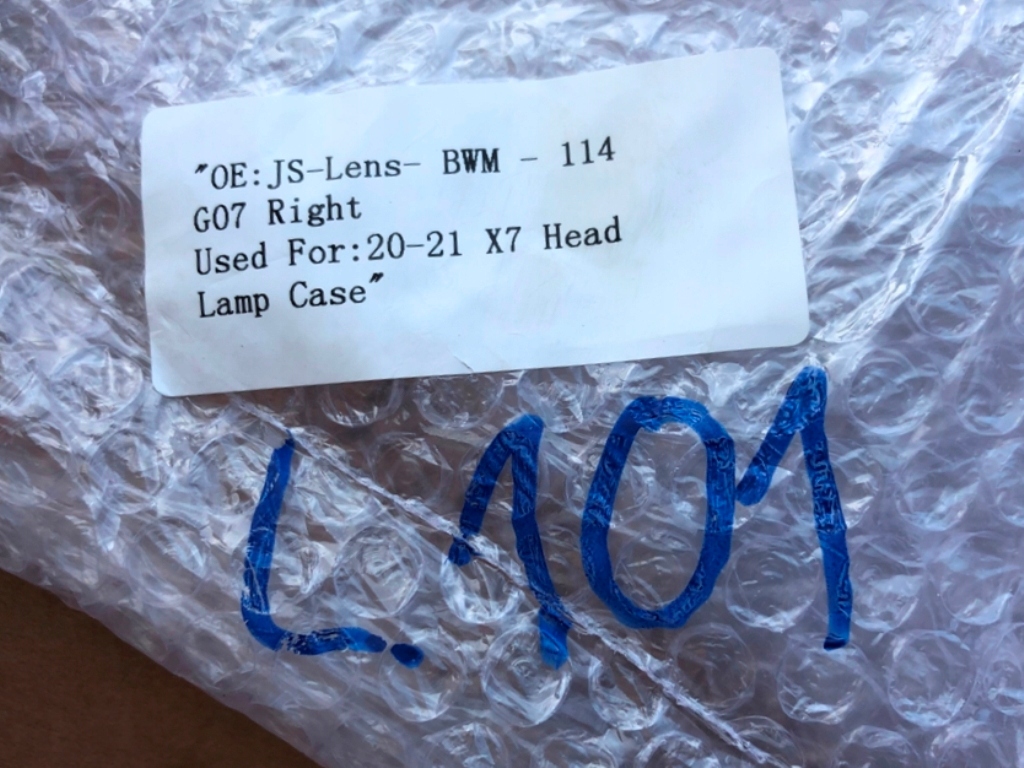 "OE:JS-Lens- BWM - 114
G07 Right
Used For:20-21 X7 Head
Lamp Case"
L.101